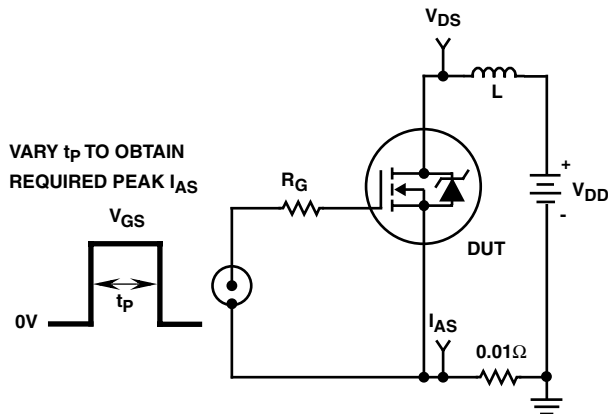 V_DS
L
VARY t_P TO OBTAIN
REQUIRED PEAK I_AS
R_G
+
V_DD
-
V_GS
DUT
t_P
0V
I_AS
0.01Ω